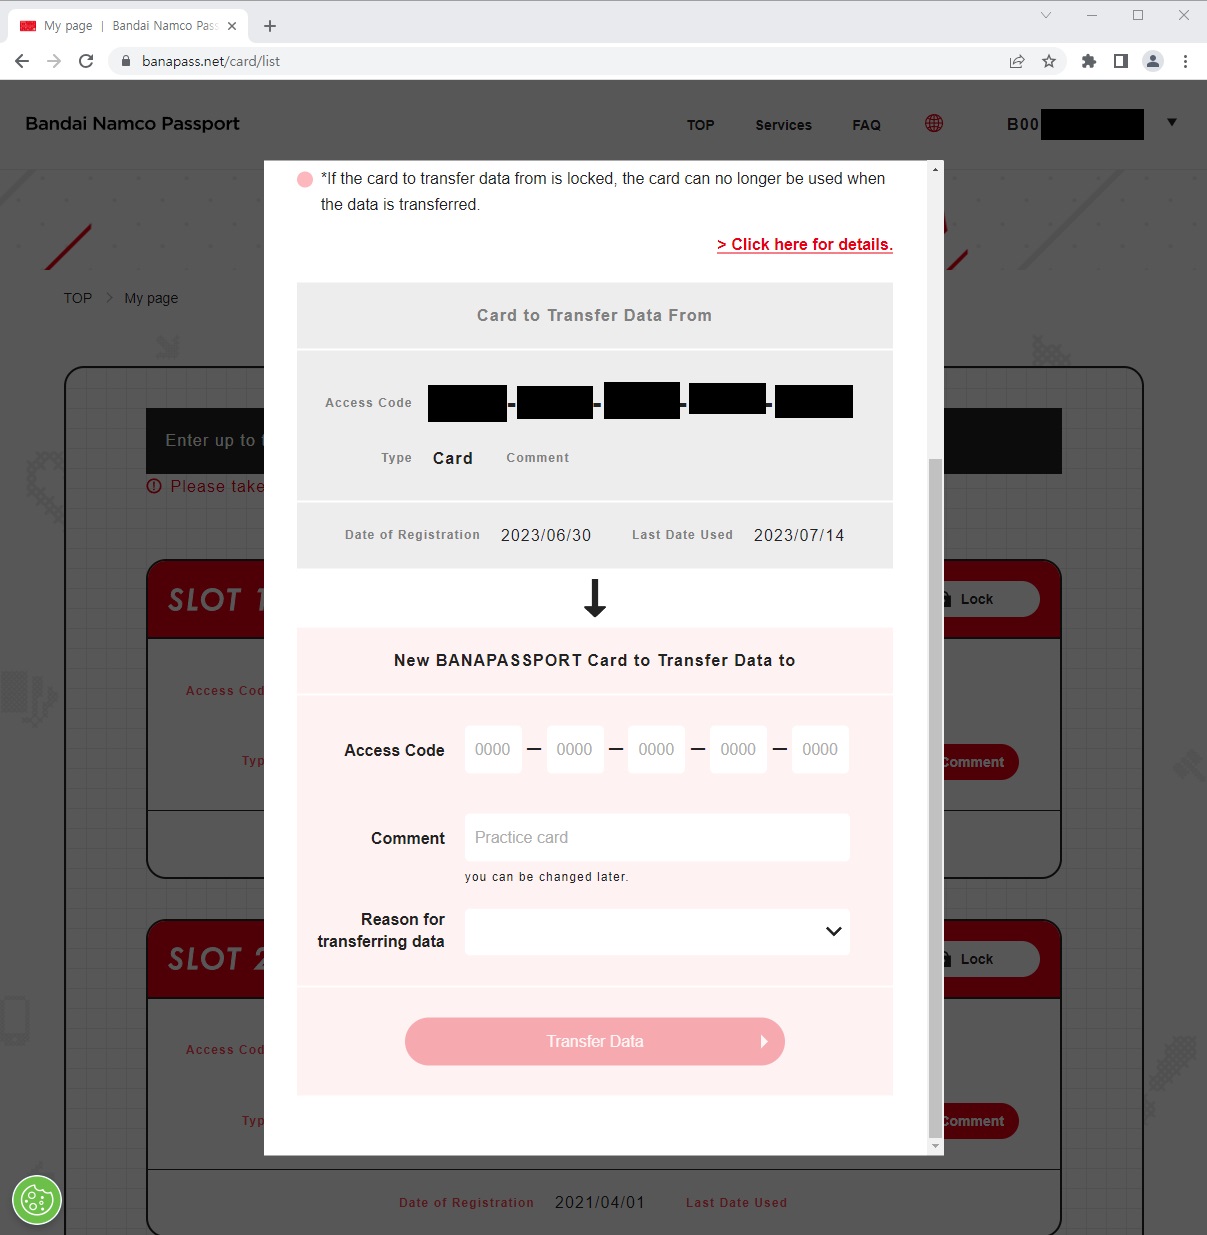 My page | Bandai Namco Pass
banapass.net/card/list
Bandai Namco Passport
TOP
Services
FAQ
B00
*If the card to transfer data from is locked, the card can no longer be used when
the data is transferred.
> Click here for details.
TOP > My page
Card to Transfer Data From
Access Code - - - -
Type Card Comment
Enter up to
Please take
Date of Registration 2023/06/30 Last Date Used 2023/07/14
SLOT 1
Lock
New BANAPASSPORT Card to Transfer Data to
Access Cod
Access Code 0000 - 0000 - 0000 - 0000 - 0000
Typ
Comment
Comment Practice card
you can be changed later.
Reason for
transferring data
SLOT 2
Lock
Transfer Data
Access Cod
Typ
Comment
Date of Registration 2021/04/01 Last Date Used